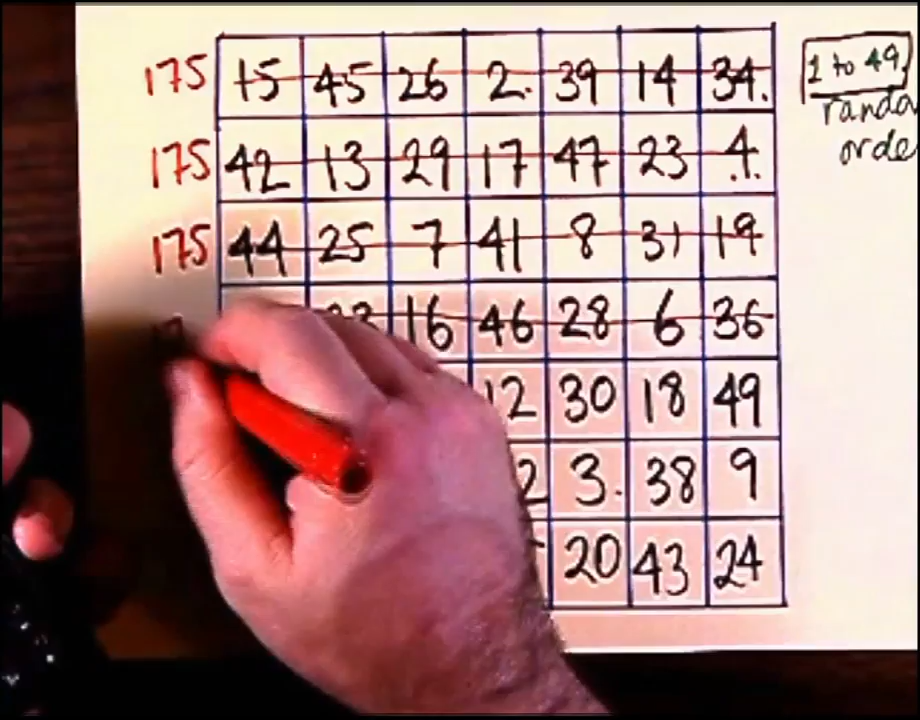 175 15 45 26 2. 39 14 34.
175 42 13 29 17 47 23 .4.
175 44 25 7 41 8 31 19
16 46 28 6 36
12 30 18 49
3. 38 9
20 43 24
1 to 49